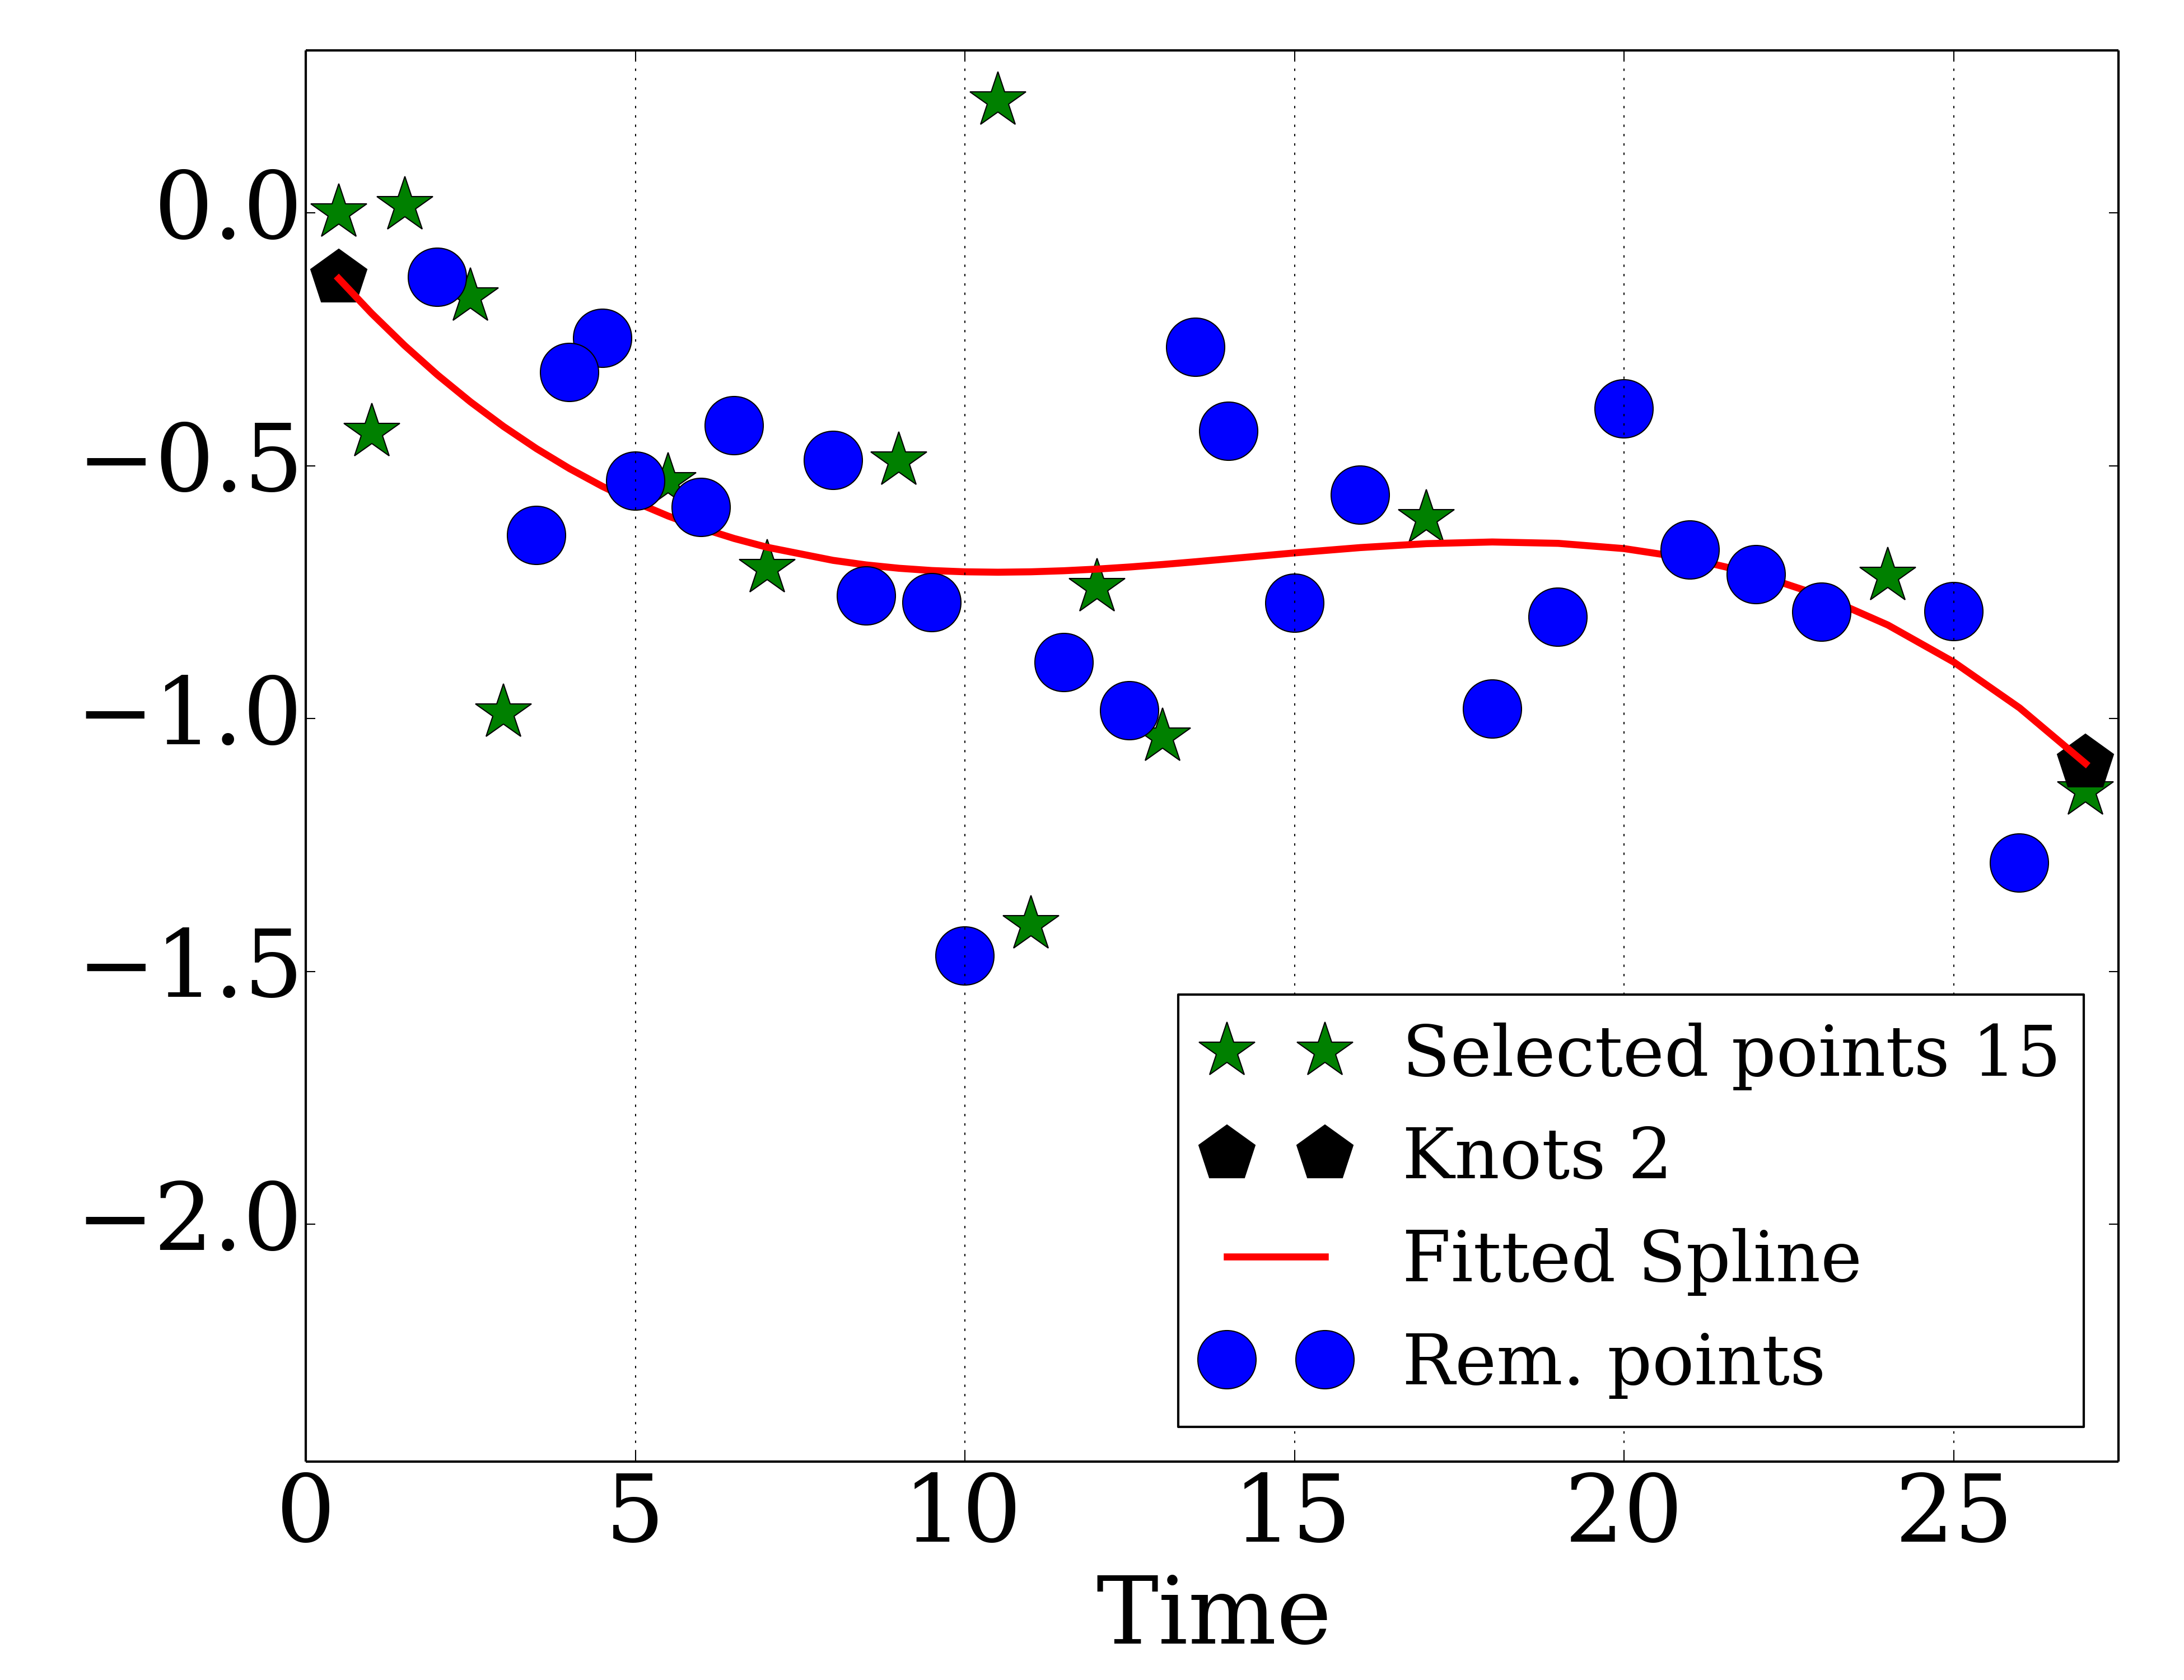 0.0
−0.5
−1.0
−1.5
−2.0
Selected points 15
Knots 2
Fitted Spline
Rem. points
0 5 10 15 20 25
Time